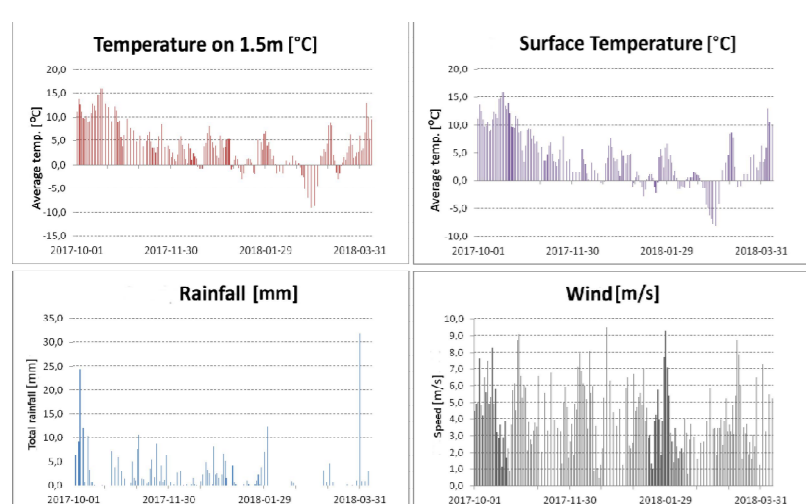 Temperature on 1.5m [°C]
Average temp. [°C]
20,0
15,0
10,0
5,0
0,0
-5,0
-10,0
-15,0
2017-10-01 2017-11-30 2018-01-29 2018-03-31
Surface Temperature [°C]
Average temp. [°C]
20,0
15,0
10,0
5,0
0,0
-5,0
-10,0
2017-10-01 2017-11-30 2018-01-29 2018-03-31
Rainfall [mm]
Total rainfall [mm]
35,0
30,0
25,0
20,0
15,0
10,0
5,0
0,0
2017-10-01 2017-11-30 2018-01-29 2018-03-31
Wind [m/s]
Speed [m/s]
10,0
9,0
8,0
7,0
6,0
5,0
4,0
3,0
2,0
1,0
0,0
2017-10-01 2017-11-30 2018-01-29 2018-03-31